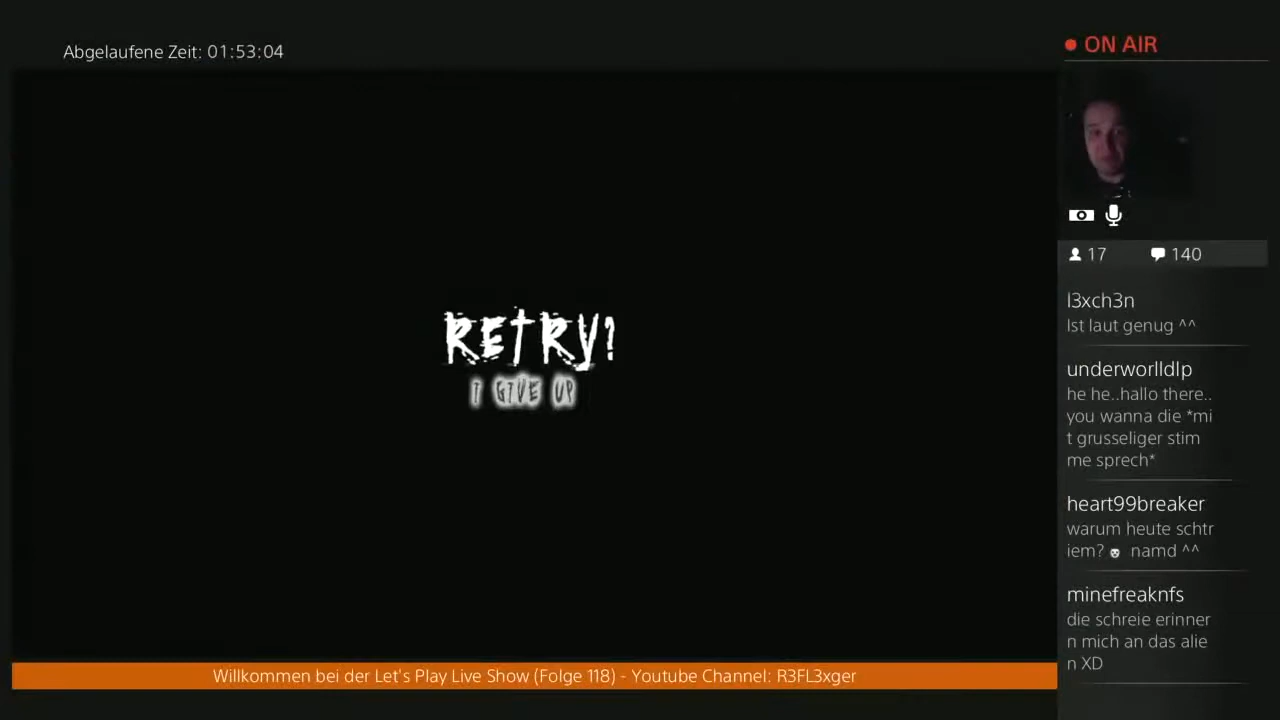 Abgelaufene Zeit: 01:53:04
ON AIR
17 140
RETRY?
I GIVE UP
l3xch3n
Ist laut genug ^^
underworlldlp
he he..hallo there..
you wanna die *mi
t grusseliger stim
me sprech*
heart99breaker
warum heute schtr
iem? namd ^^
minefreaknfs
die schreie erinner
n mich an das alie
n XD
Willkommen bei der Let's Play Live Show (Folge 118) - Youtube Channel: R3FL3xger